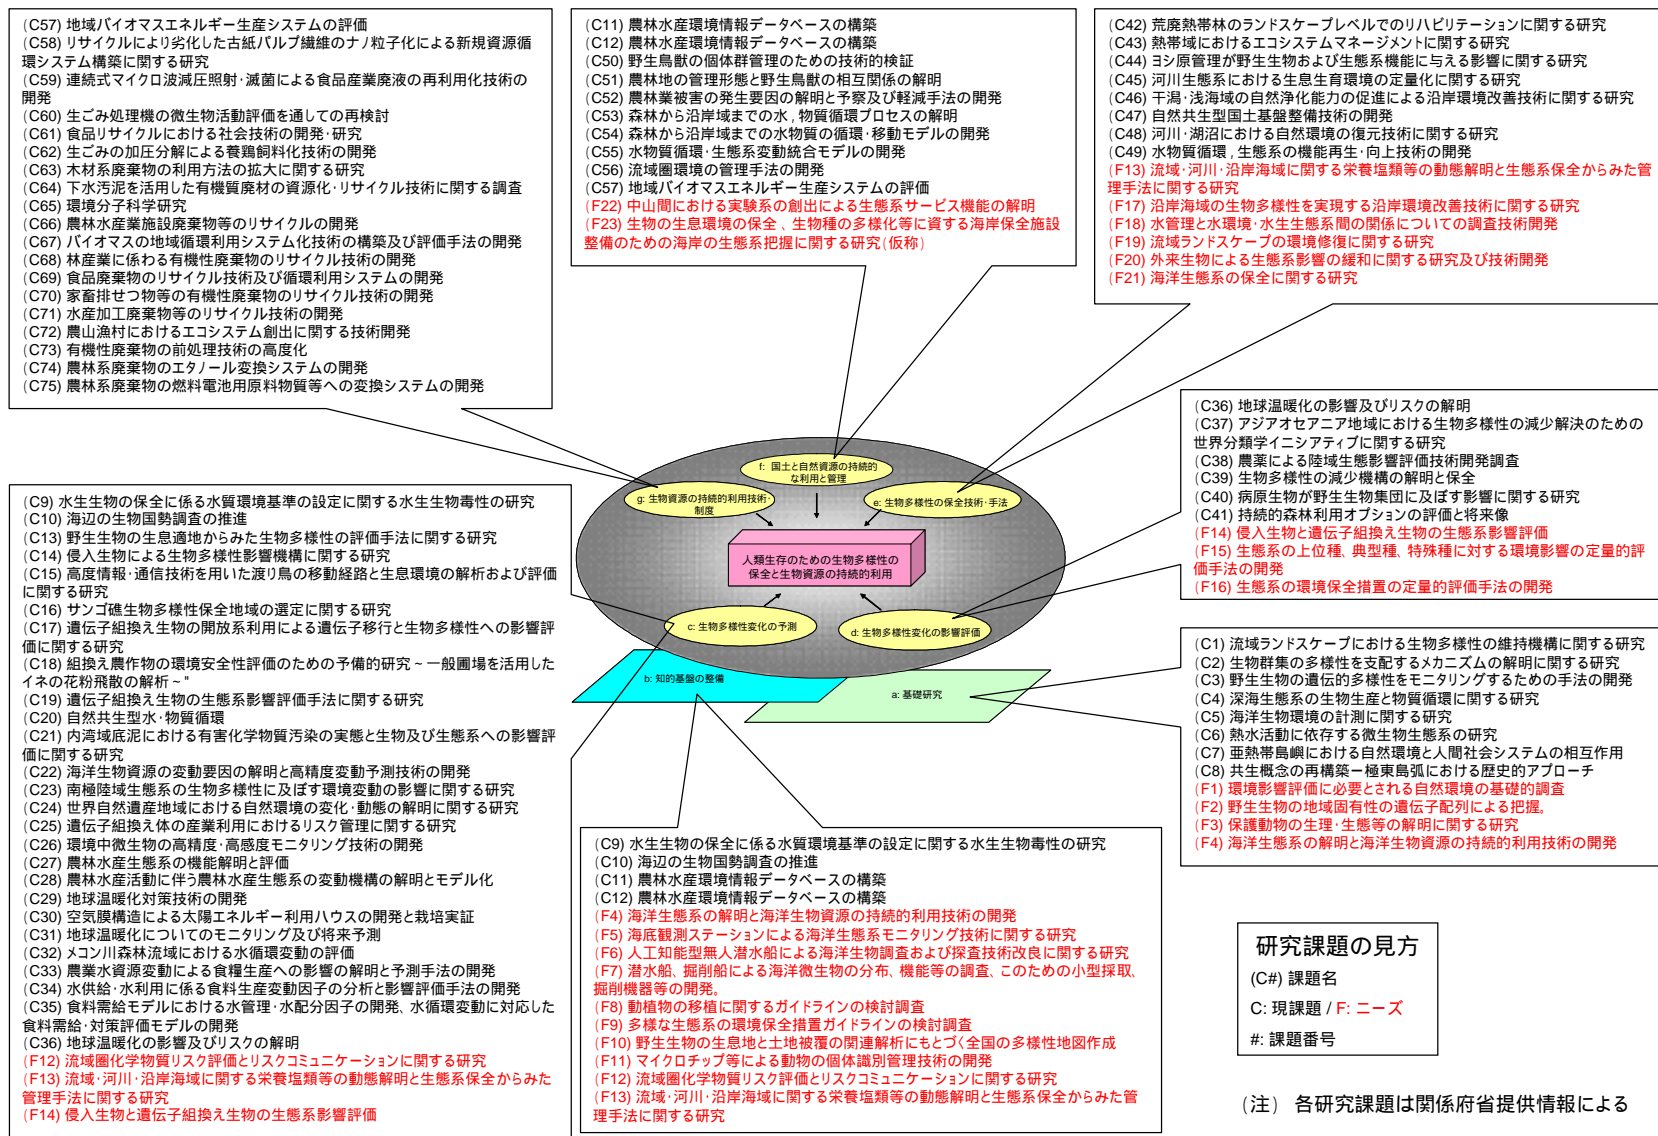 (C57) 地域バイオマスエネルギー生産システムの評価
(C58) リサイクルにより劣化した古紙パルプ繊維のナノ粒子化による新規資源循
環システム構築に関する研究
(C59) 連続式マイクロ波減圧照射・滅菌による食品産業廃液の再利用化技術の
開発
(C60) 生ごみ処理機の微生物活動評価を通しての再検討
(C61) 食品リサイクルにおける社会技術の開発・研究
(C62) 生ごみの加圧分解による養鶏飼料化技術の開発
(C63) 木材系廃棄物の利用方法の拡大に関する研究
(C64) 下水汚泥を活用した有機質廃材の資源化・リサイクル技術に関する調査
(C65) 環境分子科学研究
(C66) 農林水産業施設廃棄物等のリサイクルの開発
(C67) バイオマスの地域循環利用システム化技術の構築及び評価手法の開発
(C68) 林産業に係わる有機性廃棄物のリサイクル技術の開発
(C69) 食品廃棄物のリサイクル技術及び循環利用システムの開発
(C70) 家畜排せつ物等の有機性廃棄物のリサイクル技術の開発
(C71) 水産加工廃棄物等のリサイクル技術の開発
(C72) 農山漁村におけるエコシステム創出に関する技術開発
(C73) 有機性廃棄物の前処理技術の高度化
(C74) 農林系廃棄物のエタノール変換システムの開発
(C75) 農林系廃棄物の燃料電池用原料物質等への変換システムの開発
(C11) 農林水産環境情報データベースの構築
(C12) 農林水産環境情報データベースの構築
(C50) 野生鳥獣の個体群管理のための技術的検証
(C51) 農林地の管理形態と野生鳥獣の相互関係の解明
(C52) 農林業被害の発生要因の解明と予察及び軽減手法の開発
(C53) 森林から沿岸域までの水，物質循環プロセスの解明
(C54) 森林から沿岸域までの水物質の循環・移動モデルの開発
(C55) 水物質循環・生態系変動統合モデルの開発
(C56) 流域圏環境の管理手法の開発
(C57) 地域バイオマスエネルギー生産システムの評価
(F22) 中山間における実験系の創出による生態系サービス機能の解明
(F23) 生物の生息環境の保全、生物種の多様化等に資する海岸保全施設
整備のための海岸の生態系把握に関する研究(仮称)
(C42) 荒廃熱帯林のランドスケープレベルでのリハビリテーションに関する研究
(C43) 熱帯域におけるエコシステムマネージメントに関する研究
(C44) ヨシ原管理が野生生物および生態系機能に与える影響に関する研究
(C45) 河川生態系における生息生育環境の定量化に関する研究
(C46) 干潟・浅海域の自然浄化能力の促進による沿岸環境改善技術に関する研究
(C47) 自然共生型国土基盤整備技術の開発
(C48) 河川・湖沼における自然環境の復元技術に関する研究
(C49) 水物質循環，生態系の機能再生・向上技術の開発
(F13) 流域・河川・沿岸海域に関する栄養塩類等の動態解明と生態系保全からみた管
理手法に関する研究
(F17) 沿岸海域の生物多様性を実現する沿岸環境改善技術に関する研究
(F18) 水管理と水環境・水生生態系間の関係についての調査技術開発
(F19) 流域ランドスケープの環境修復に関する研究
(F20) 外来生物による生態系影響の緩和に関する研究及び技術開発
(F21) 海洋生態系の保全に関する研究
(C36) 地球温暖化の影響及びリスクの解明
(C37) アジアオセアニア地域における生物多様性の減少解決のための
世界分類学イニシアティブに関する研究
(C38) 農薬による陸域生態影響評価技術開発調査
(C39) 生物多様性の減少機構の解明と保全
(C40) 病原生物が野生生物集団に及ぼす影響に関する研究
(C41) 持続的森林利用オプションの評価と将来像
(F14) 侵入生物と遺伝子組換え生物の生態系影響評価
(F15) 生態系の上位種、典型種、特殊種に対する環境影響の定量的評
価手法の開発
(F16) 生態系の環境保全措置の定量的評価手法の開発
f: 国土と自然資源の持続的
な利用と管理
g: 生物資源の持続的利用技術・
制度
e: 生物多様性の保全技術・手法
人類生存のための生物多様性の
保全と生物資源の持続的利用
c: 生物多様性変化の予測
d: 生物多様性変化の影響評価
b: 知的基盤の整備
a: 基礎研究
(C9) 水生生物の保全に係る水質環境基準の設定に関する水生生物毒性の研究
(C10) 海辺の生物国勢調査の推進
(C13) 野生生物の生息適地からみた生物多様性の評価手法に関する研究
(C14) 侵入生物による生物多様性影響機構に関する研究
(C15) 高度情報・通信技術を用いた渡り鳥の移動経路と生息環境の解析および評価
に関する研究
(C16) サンゴ礁生物多様性保全地域の選定に関する研究
(C17) 遺伝子組換え生物の開放系利用による遺伝子移行と生物多様性への影響評
価に関する研究
(C18) 組換え農作物の環境安全性評価のための予備的研究～一般圃場を活用した
イネの花粉飛散の解析～"
(C19) 遺伝子組換え生物の生態系影響評価手法に関する研究
(C20) 自然共生型水・物質循環
(C21) 内湾域底泥における有害化学物質汚染の実態と生物及び生態系への影響評
価に関する研究
(C22) 海洋生物資源の変動要因の解明と高精度変動予測技術の開発
(C23) 南極陸域生態系の生物多様性に及ぼす環境変動の影響に関する研究
(C24) 世界自然遺産地域における自然環境の変化・動態の解明に関する研究
(C25) 遺伝子組換え体の産業利用におけるリスク管理に関する研究
(C26) 環境中微生物の高精度・高感度モニタリング技術の開発
(C27) 農林水産生態系の機能解明と評価
(C28) 農林水産活動に伴う農林水産生態系の変動機構の解明とモデル化
(C29) 地球温暖化対策技術の開発
(C30) 空気膜構造による太陽エネルギー利用ハウスの開発と栽培実証
(C31) 地球温暖化についてのモニタリング及び将来予測
(C32) メコン川森林流域における水循環変動の評価
(C33) 農業水資源変動による食糧生産への影響の解明と予測手法の開発
(C34) 水供給・水利用に係る食料生産変動因子の分析と影響評価手法の開発
(C35) 食料需給モデルにおける水管理・水配分因子の開発、水循環変動に対応した
食料需給・対策評価モデルの開発
(C36) 地球温暖化の影響及びリスクの解明
(F12) 流域圏化学物質リスク評価とリスクコミュニケーションに関する研究
(F13) 流域・河川・沿岸海域に関する栄養塩類等の動態解明と生態系保全からみた
管理手法に関する研究
(F14) 侵入生物と遺伝子組換え生物の生態系影響評価
(C9) 水生生物の保全に係る水質環境基準の設定に関する水生生物毒性の研究
(C10) 海辺の生物国勢調査の推進
(C11) 農林水産環境情報データベースの構築
(C12) 農林水産環境情報データベースの構築
(F4) 海洋生態系の解明と海洋生物資源の持続的利用技術の開発
(F5) 海底観測ステーションによる海洋生態系モニタリング技術に関する研究
(F6) 人工知能型無人潜水船による海洋生物調査および探査技術改良に関する研究
(F7) 潜水船、掘削船による海洋微生物の分布、機能等の調査、このための小型採取、
掘削機器等の開発。
(F8) 動植物の移植に関するガイドラインの検討調査
(F9) 多様な生態系の環境保全措置ガイドラインの検討調査
(F10) 野生生物の生息地と土地被覆の関連解析にもとづく全国の多様性地図作成
(F11) マイクロチップ等による動物の個体識別管理技術の開発
(F12) 流域圏化学物質リスク評価とリスクコミュニケーションに関する研究
(F13) 流域・河川・沿岸海域に関する栄養塩類等の動態解明と生態系保全からみた管
理手法に関する研究
(C1) 流域ランドスケープにおける生物多様性の維持機構に関する研究
(C2) 生物群集の多様性を支配するメカニズムの解明に関する研究
(C3) 野生生物の遺伝的多様性をモニタリングするための手法の開発
(C4) 深海生態系の生物生産と物質循環に関する研究
(C5) 海洋生物環境の計測に関する研究
(C6) 熱水活動に依存する微生物生態系の研究
(C7) 亜熱帯島嶼における自然環境と人間社会システムの相互作用
(C8) 共生概念の再構築ー極東島弧における歴史的アプローチ
(F1) 環境影響評価に必要とされる自然環境の基礎的調査
(F2) 野生生物の地域固有性の遺伝子配列による把握。
(F3) 保護動物の生理・生態等の解明に関する研究
(F4) 海洋生態系の解明と海洋生物資源の持続的利用技術の開発
研究課題の見方
(C#) 課題名
C: 現課題 / F: ニーズ
#: 課題番号
(注) 各研究課題は関係府省提供情報による